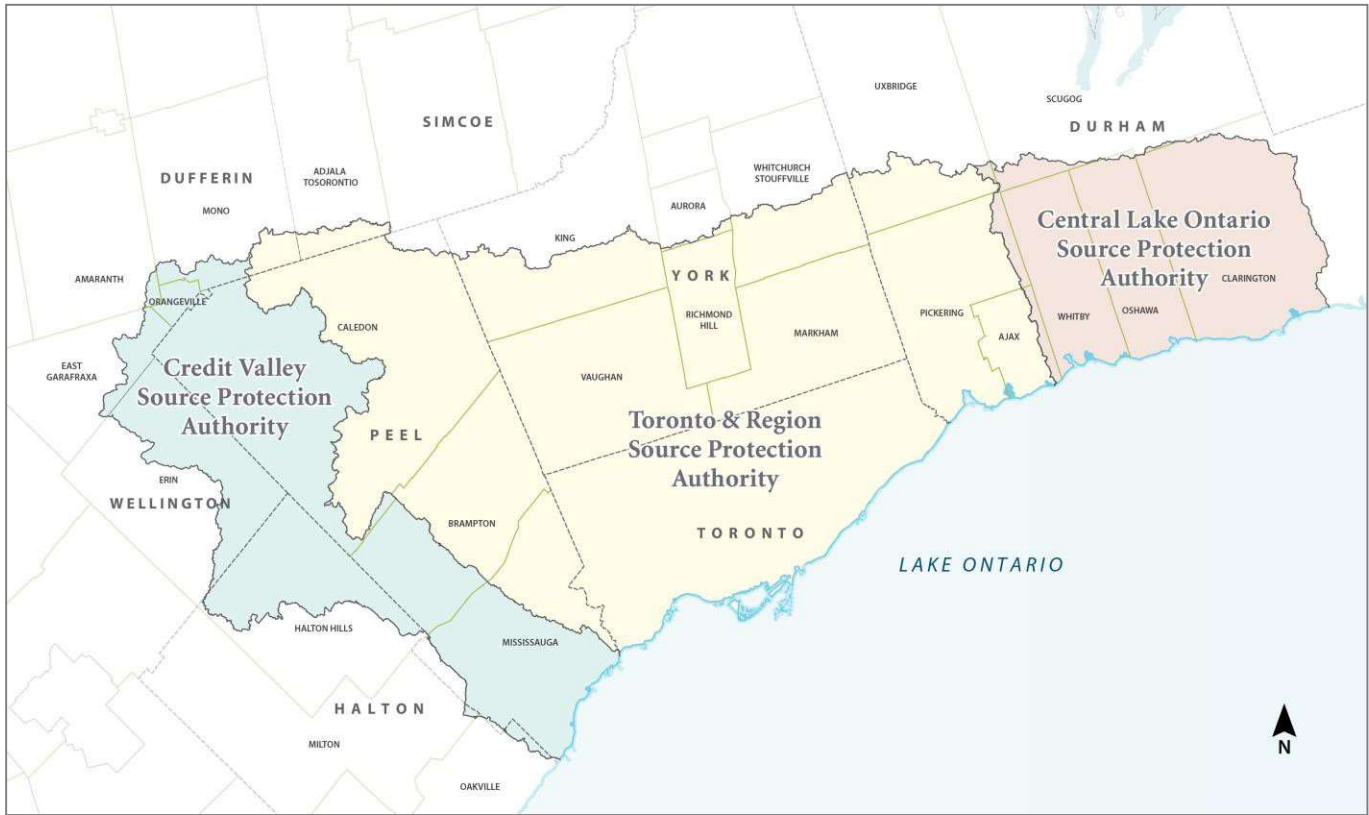 UXBRIDGE
SCUGOG
DURHAM
SIMCOE
WHITCHURCH
STOUFFVILLE
ADJALA
TOSORONTIO
DUFFERIN
MONO
AURORA
KING
Central Lake Ontario
Source Protection
Authority
CLARINGTON
OSHAWA
WHITBY
AMARANTH
ORANGEVILLE
YORK
RICHMOND
HILL
MARKHAM
PICKERING
AJAX
CALEDON
EAST
GARAFRAXA
Credit Valley
Source Protection
Authority
VAUGHAN
PEEL
Toronto & Region
Source Protection
Authority
ERIN
WELLINGTON
BRAMPTON
TORONTO
LAKE ONTARIO
HALTON HILLS
MISSISSAUGA
HALTON
MILTON
OAKVILLE
N